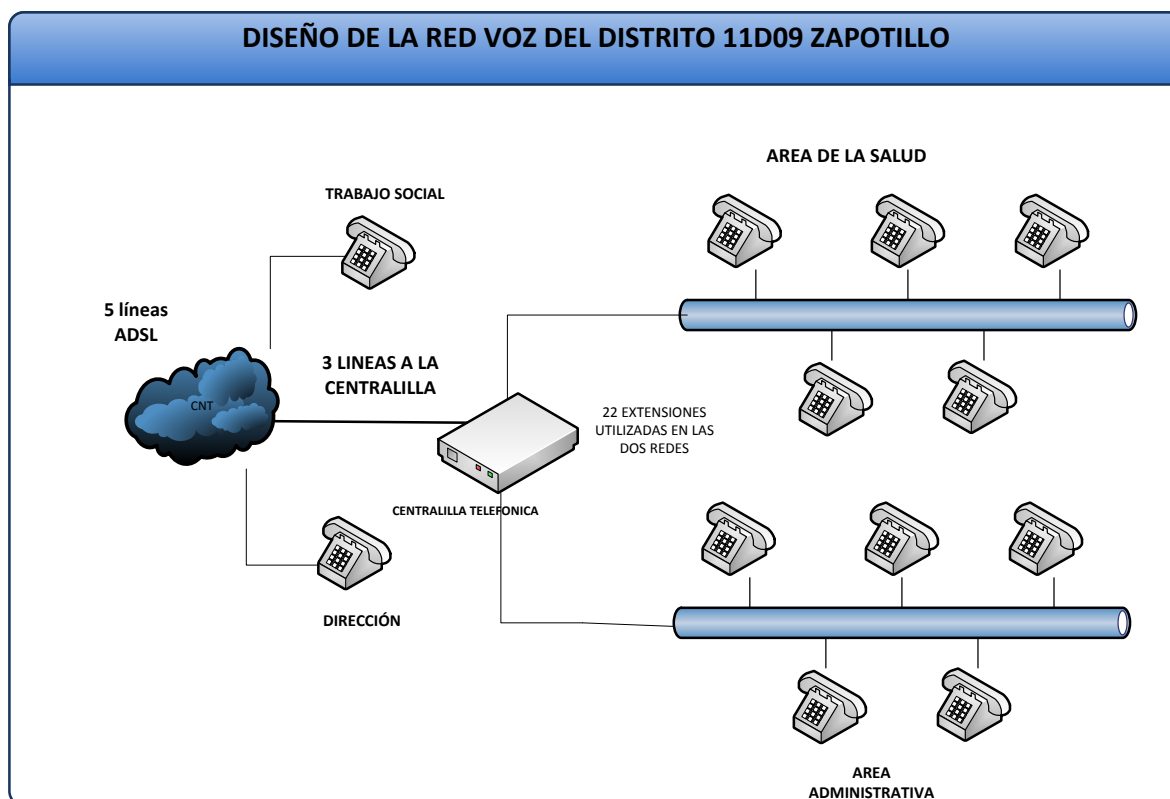 DISEÑO DE LA RED VOZ DEL DISTRITO 11D09 ZAPOTILLO
AREA DE LA SALUD
TRABAJO SOCIAL
5 líneas
ADSL
3 LINEAS A LA
CENTRALILLA
CNT
22 EXTENSIONES
UTILIZADAS EN LAS
DOS REDES
CENTRALILLA TELEFONICA
DIRECCIÓN
AREA
ADMINISTRATIVA